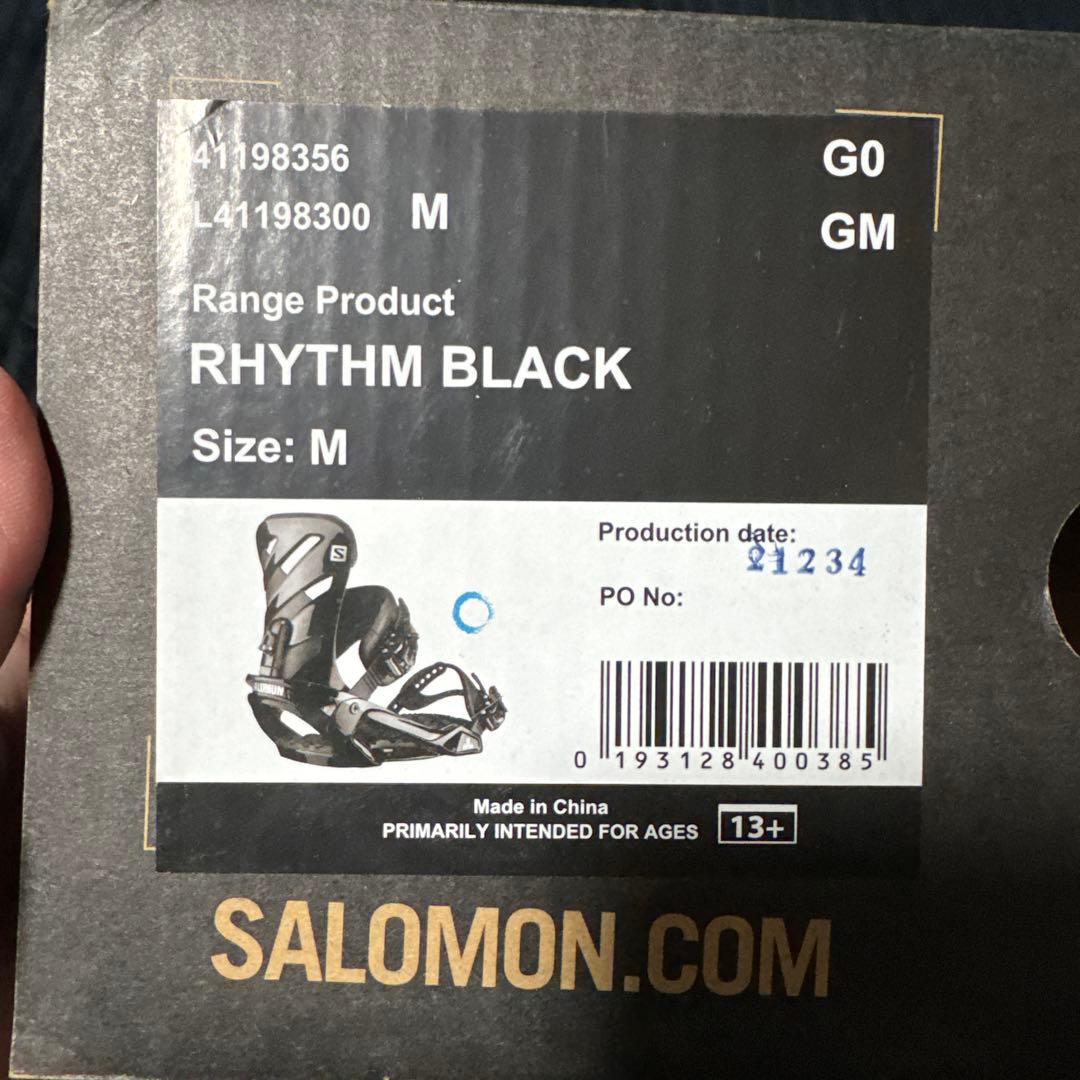 41198356
G0
L41198300 M
GM
Range Product
RHYTHM BLACK
Size: M
S
SALOMON
Production date:
21234
PO No:
0 193128 400385
Made in China
PRIMARILY INTENDED FOR AGES 13+
SALOMON.COM